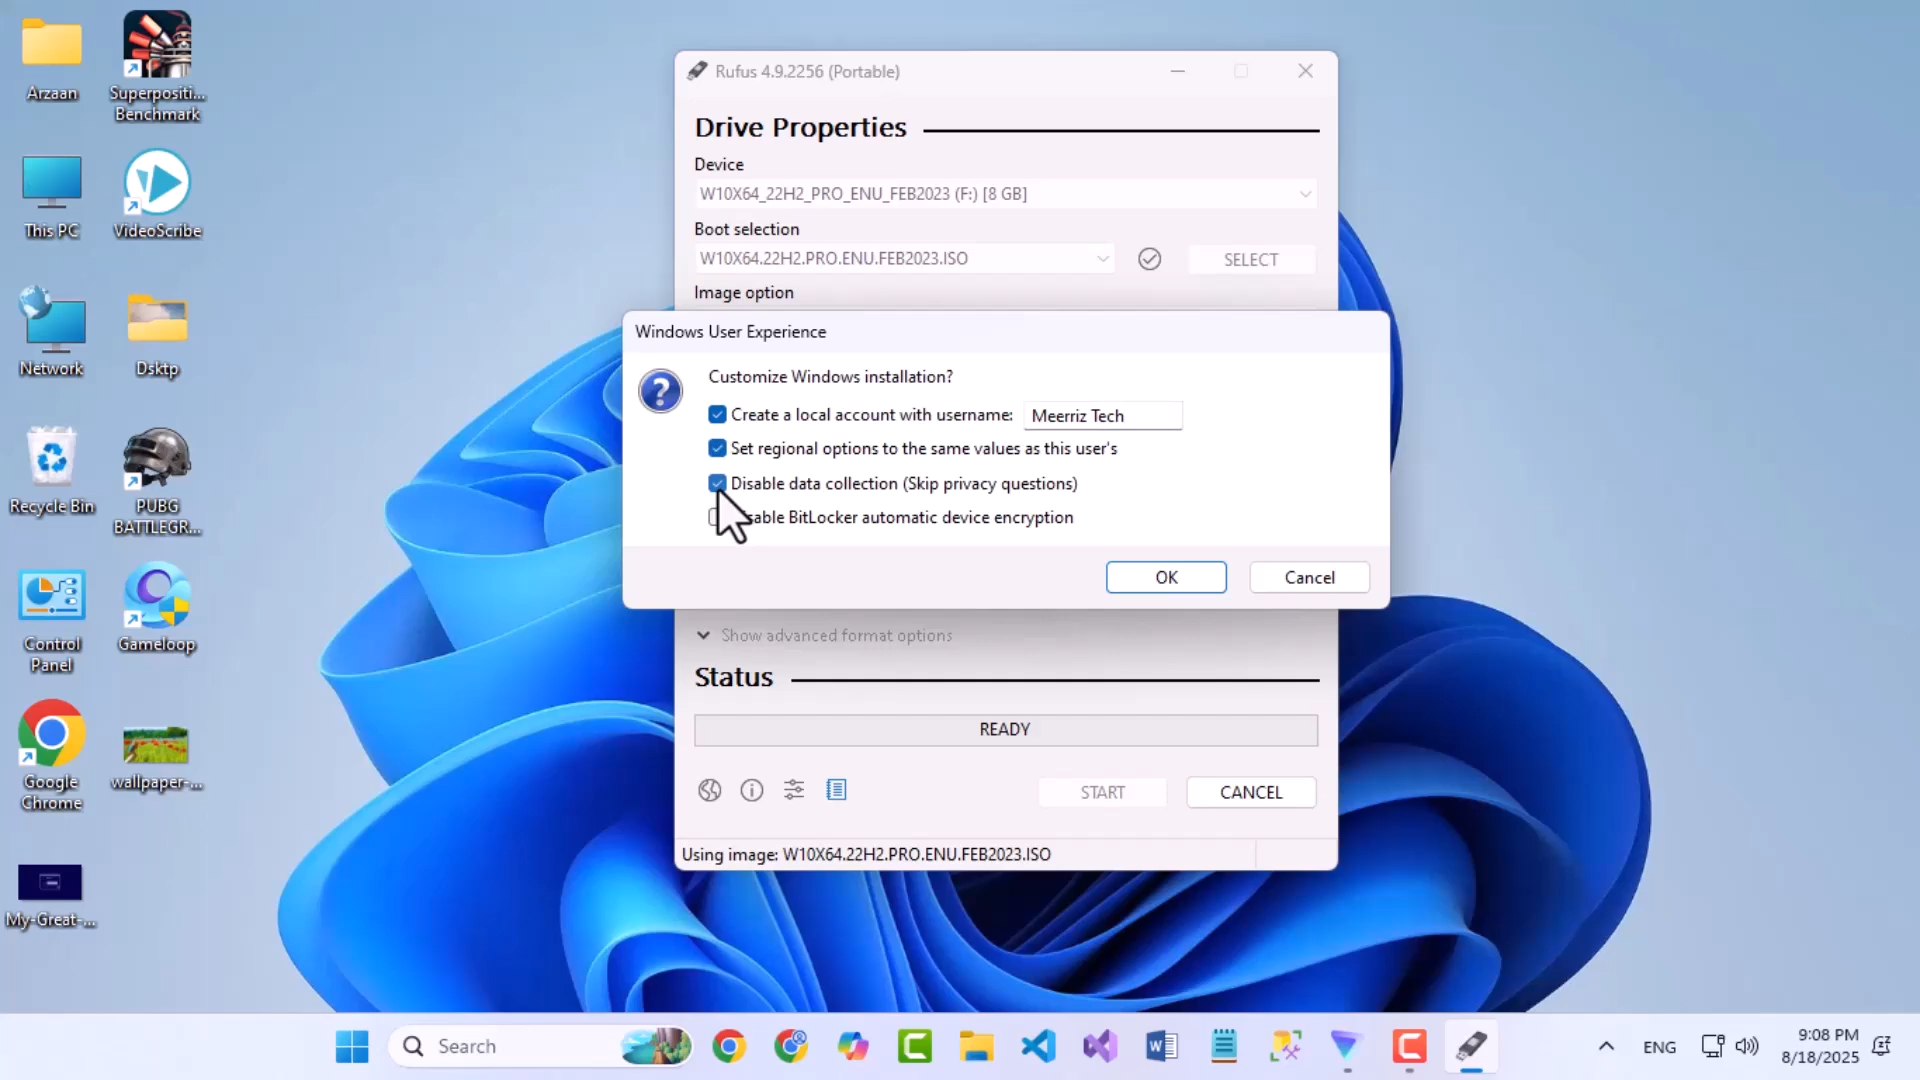 Arzaan
Superpositi...
Benchmark
This PC
VideoScribe
Network
Dsktp
Recycle Bin
PUBG
BATTLEGR...
Control
Panel
Gameloop
Google
Chrome
wallpaper-...
My-Great-...
Rufus 4.9.2256 (Portable)
Drive Properties
Device
W10X64_22H2_PRO_ENU_FEB2023 (F:) [8 GB]
Boot selection
W10X64.22H2.PRO.ENU.FEB2023.ISO
SELECT
Image option
Windows User Experience
Customize Windows installation?
Create a local account with username: Meerriz Tech
Set regional options to the same values as this user's
Disable data collection (Skip privacy questions)
BitLocker automatic device encryption
OK Cancel
Show advanced format options
Status
READY
START CANCEL
Using image: W10X64.22H2.PRO.ENU.FEB2023.ISO
Search
ENG
9:08 PM
8/18/2025